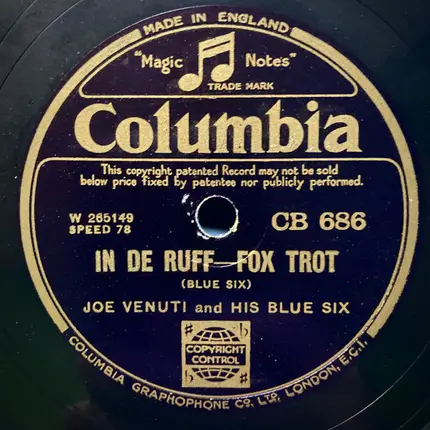 MADE IN ENGLAND
"Magic Notes"
TRADE MARK
Columbia
This copyright patented Record may not be sold
below price fixed by patentee nor publicly performed.
W 265149
SPEED 78
CB 686
IN DE RUFF—FOX TROT
(BLUE SIX)
JOE VENUTI and HIS BLUE SIX
COPYRIGHT
CONTROL
COLUMBIA GRAPHOPHONE CO. LTD. LONDON, E.C.1.